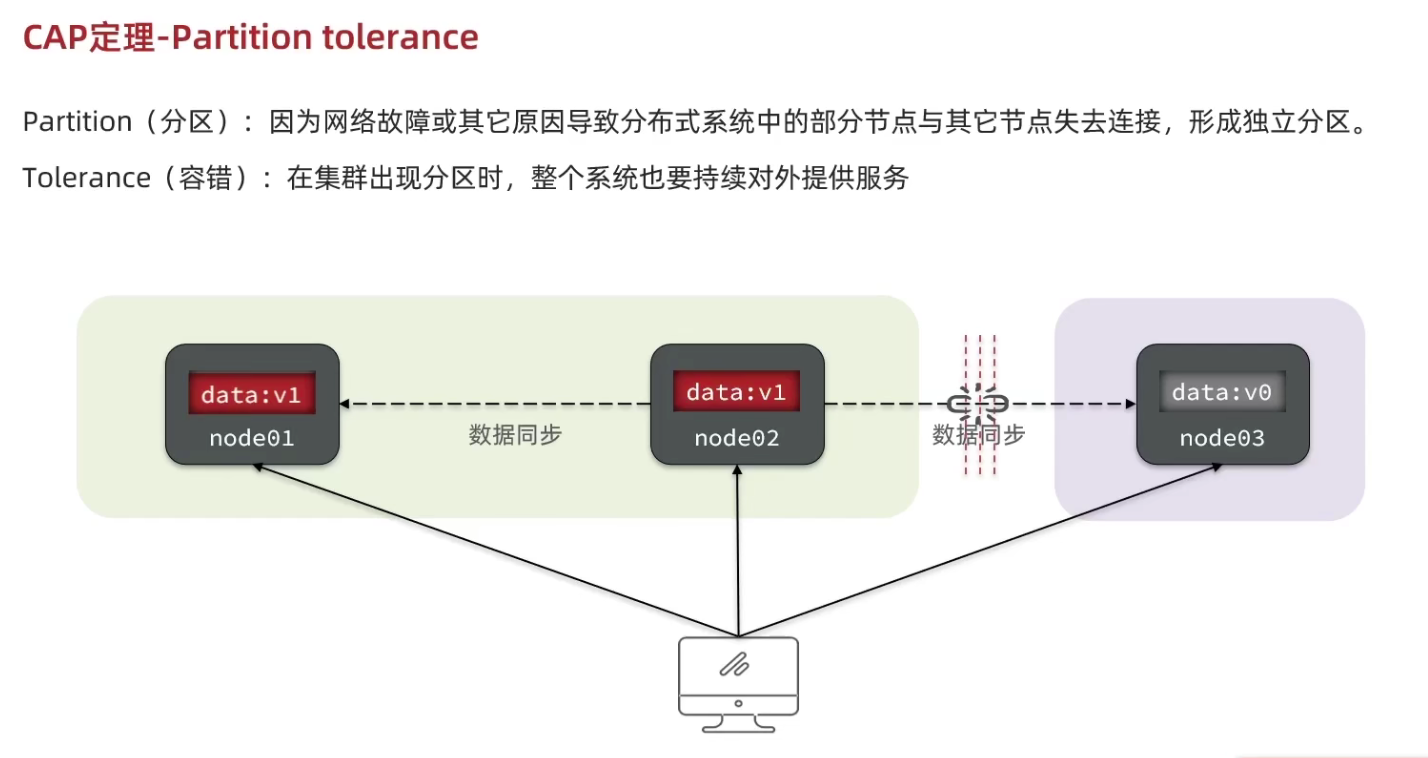 CAP定理-Partition tolerance
Partition（分区）：因为网络故障或其它原因导致分布式系统中的部分节点与其它节点失去连接，形成独立分区。
Tolerance（容错）：在集群出现分区时，整个系统也要持续对外提供服务
data:v1
node01
数据同步
data:v1
node02
数据同步
data:v0
node03